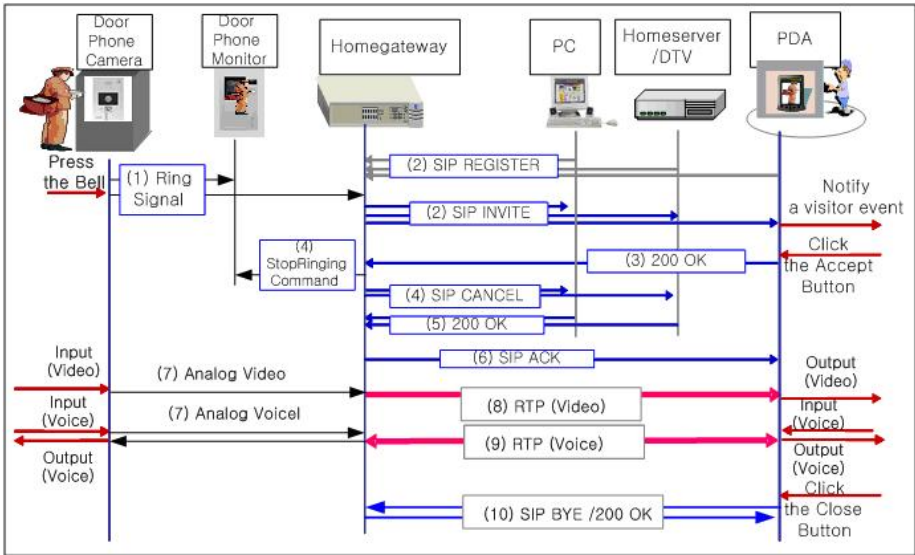 Door
Phone
Camera
Door
Phone
Monitor
Homegateway
PC
Homeserver
/DTV
PDA
Press
the Bell
(1) Ring
Signal
(2) SIP REGISTER
(2) SIP INVITE
Notify
a visitor event
(3) 200 OK
Click
the Accept
Button
(4)
StopRinging
Command
(4) SIP CANCEL
(5) 200 OK
(6) SIP ACK
Input
(Video)
(7) Analog Video
(8) RTP (Video)
Output
(Video)
Input
(Voice)
(7) Analog Voicel
(9) RTP (Voice)
Input
(Voice)
Output
(Voice)
Output
(Voice)
Click
the Close
Button
(10) SIP BYE /200 OK